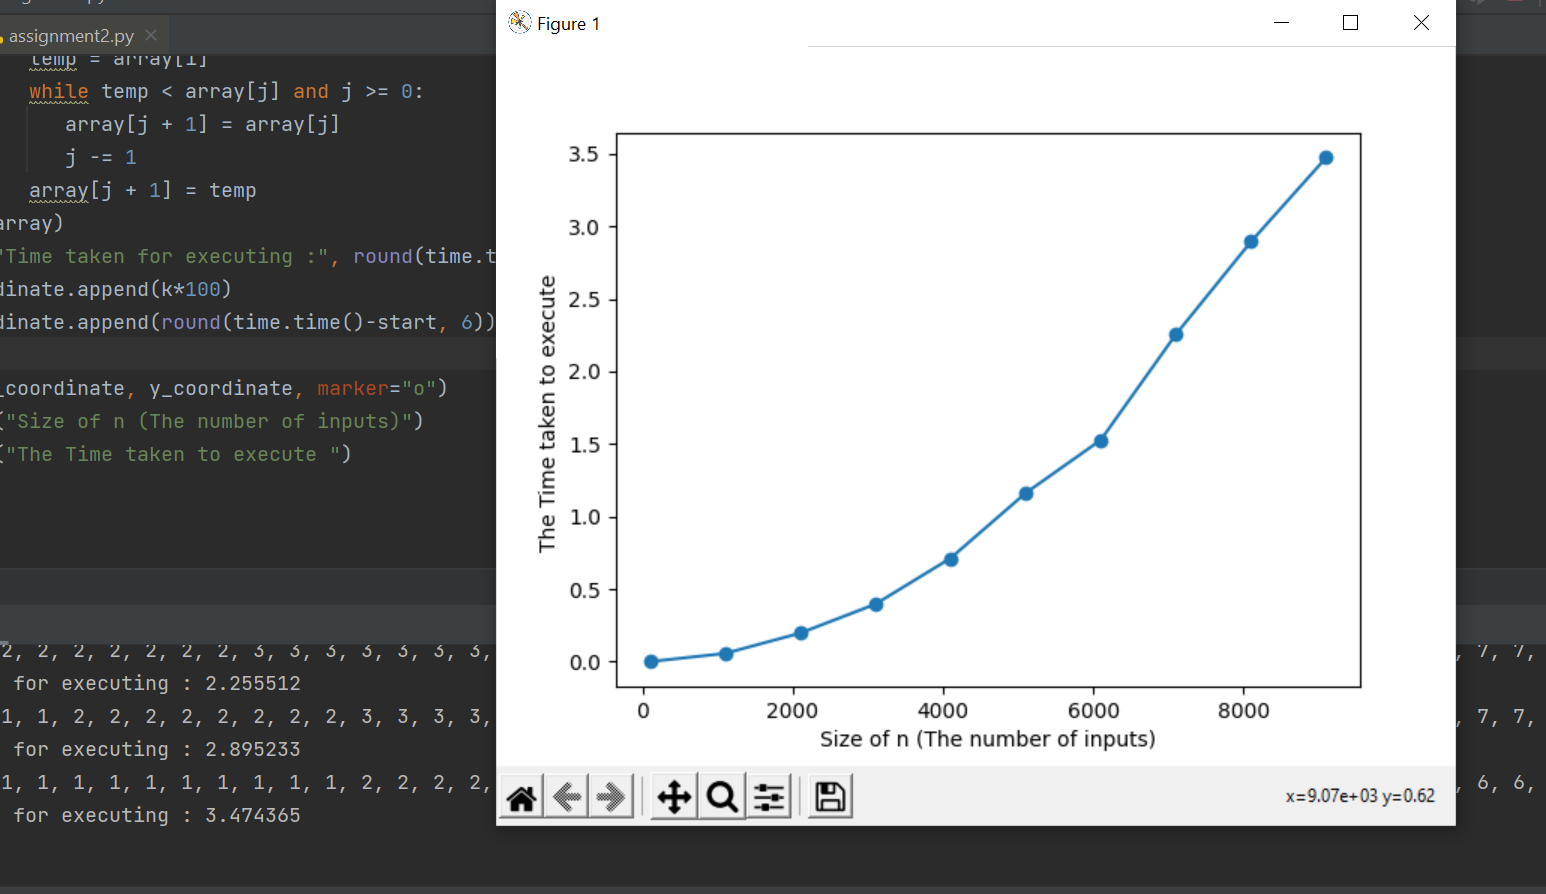 assignment2.py
temp = array[i]
while temp < array[j] and j >= 0:
array[j + 1] = array[j]
j -= 1
array[j + 1] = temp
array)
"Time taken for executing :", round(time.t
dinate.append(k*100)
dinate.append(round(time.time()-start, 6))
_coordinate, y_coordinate, marker="o")
("Size of n (The number of inputs)")
("The Time taken to execute ")
2, 2, 2, 2, 2, 2, 2, 3, 3, 3, 3, 3, 3, 3,
, 7, 7,
for executing : 2.255512
1, 1, 2, 2, 2, 2, 2, 2, 2, 2, 3, 3, 3, 3,
, 7, 7,
for executing : 2.895233
1, 1, 1, 1, 1, 1, 1, 1, 1, 1, 2, 2, 2, 2,
, 6, 6,
for executing : 3.474365
Figure 1
3.5
3.0
2.5
2.0
1.5
1.0
0.5
0.0
The Time taken to execute
0 2000 4000 6000 8000
Size of n (The number of inputs)
x=9.07e+03 y=0.62